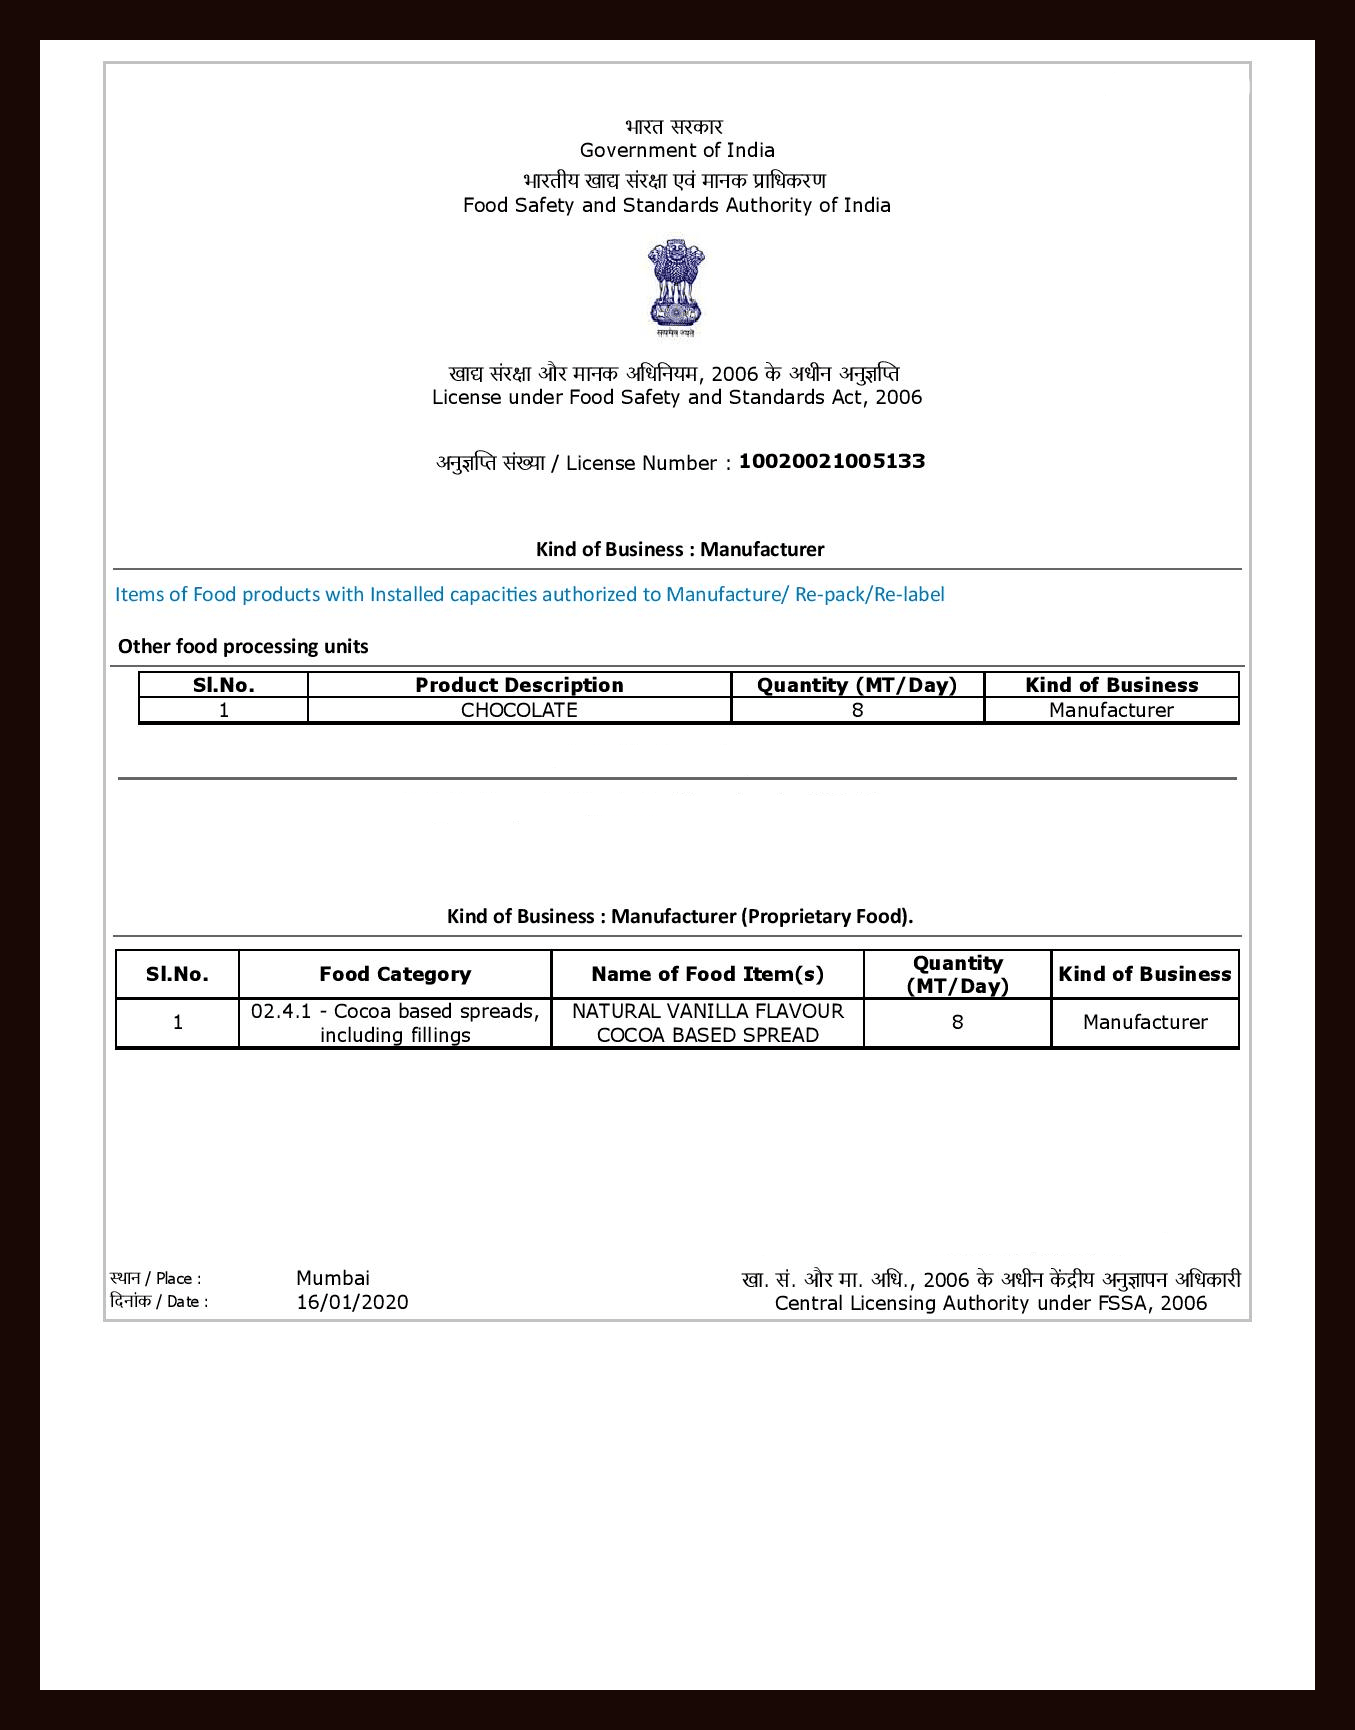 भारत सरकार
Government of India
भारतीय खाद्य संरक्षा एवं मानक प्राधिकरण
Food Safety and Standards Authority of India
सत्यमेव जयते
खाद्य संरक्षा और मानक अधिनियम, 2006 के अधीन अनुज्ञप्ति
License under Food Safety and Standards Act, 2006
अनुज्ञप्ति संख्या / License Number : 10020021005133
Kind of Business : Manufacturer
Items of Food products with Installed capacities authorized to Manufacture/ Re-pack/Re-label
Other food processing units
Sl.No. Product Description Quantity (MT/Day) Kind of Business
1 CHOCOLATE 8 Manufacturer
Kind of Business : Manufacturer (Proprietary Food).
Sl.No. Food Category Name of Food Item(s) Quantity (MT/Day) Kind of Business
1 02.4.1 - Cocoa based spreads, including fillings NATURAL VANILLA FLAVOUR COCOA BASED SPREAD 8 Manufacturer
स्थान / Place : Mumbai
दिनांक / Date : 16/01/2020
खा. सं. और मा. अधि., 2006 के अधीन केंद्रीय अनुज्ञापन अधिकारी
Central Licensing Authority under FSSA, 2006